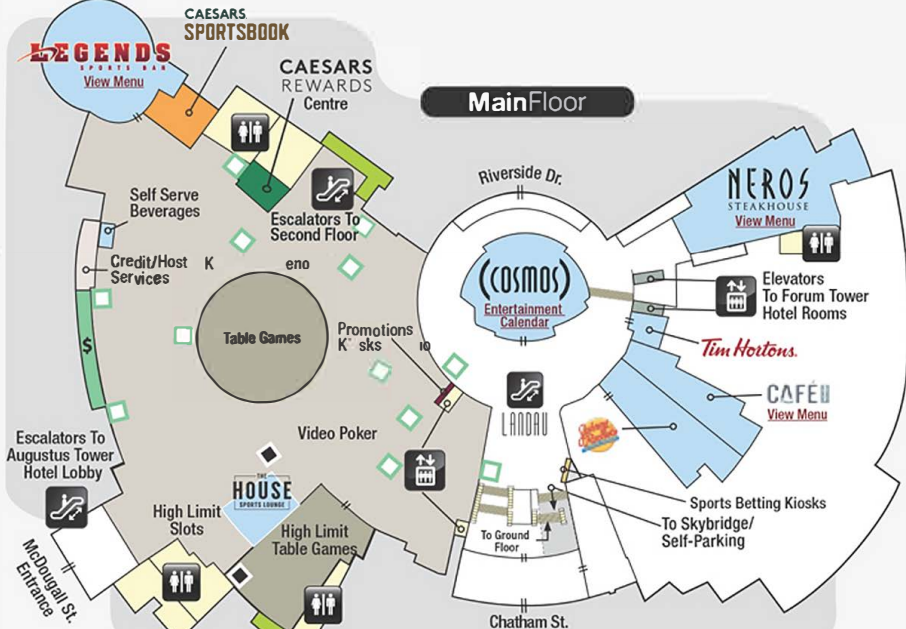 CAESARS
SPORTSBOOK
LEGENDS
SPORTS BAR
View Menu
CAESARS
REWARDS
Centre
MainFloor
Riverside Dr.
NEROS
STEAKHOUSE
View Menu
Self Serve
Beverages
Escalators To
Second Floor
Credit/Host
Services
K eno
(COSMOS)
Entertainment
Calendar
Elevators
To Forum Tower
Hotel Rooms
Table Games
Promotions
K sks io
$
Tim Hortons.
CAFÉ
View Menu
LANDAU
Johnny Rockets
Video Poker
Escalators To
Augustus Tower
Hotel Lobby
THE
HOUSE
SPORTS LOUNGE
High Limit
Slots
High Limit
Table Games
Sports Betting Kiosks
To Skybridge/
Self-Parking
To Ground
Floor
McDougall St.
Entrance
Chatham St.